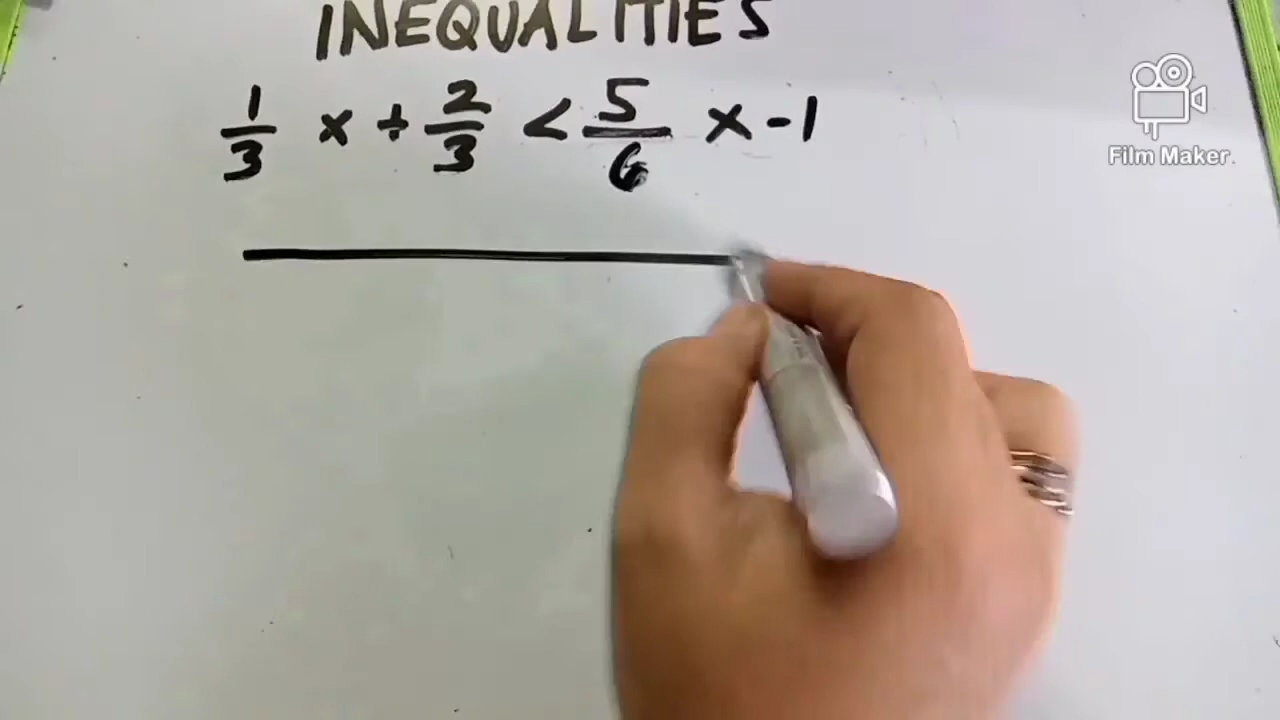 INEQUALITIES
1/3 x ÷ 2/3 < 5/6 x - 1
Film Maker